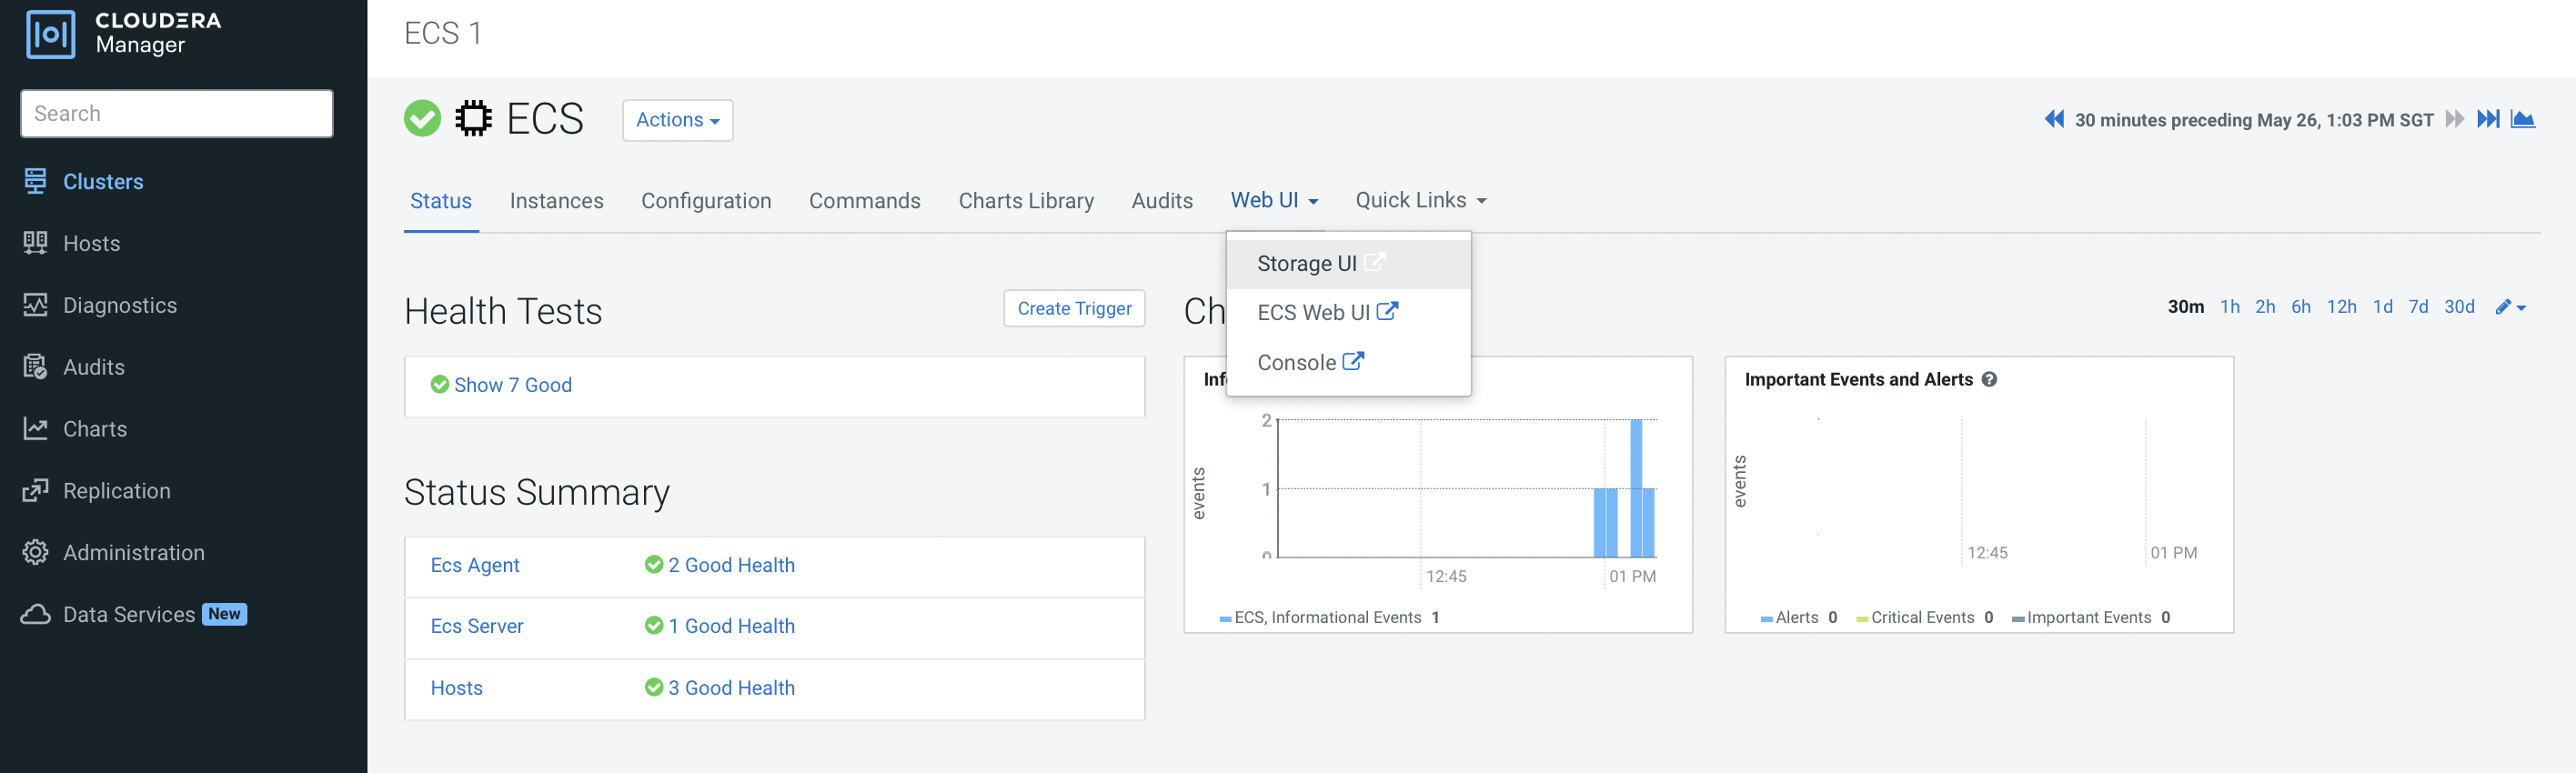 CLOUDERA
Manager
Search
Clusters
Hosts
Diagnostics
Audits
Charts
Replication
Administration
Data Services New
ECS 1
ECS
Actions
30 minutes preceding May 26, 1:03 PM SGT
Status Instances Configuration Commands Charts Library Audits Web UI Quick Links
Storage UI
ECS Web UI
Console
Health Tests
Create Trigger
Show 7 Good
Status Summary
Ecs Agent 2 Good Health
Ecs Server 1 Good Health
Hosts 3 Good Health
Ch
30m 1h 2h 6h 12h 1d 7d 30d
Inf
events
2
1
0
12:45 01 PM
ECS, Informational Events 1
Important Events and Alerts
events
12:45 01 PM
Alerts 0 Critical Events 0 Important Events 0